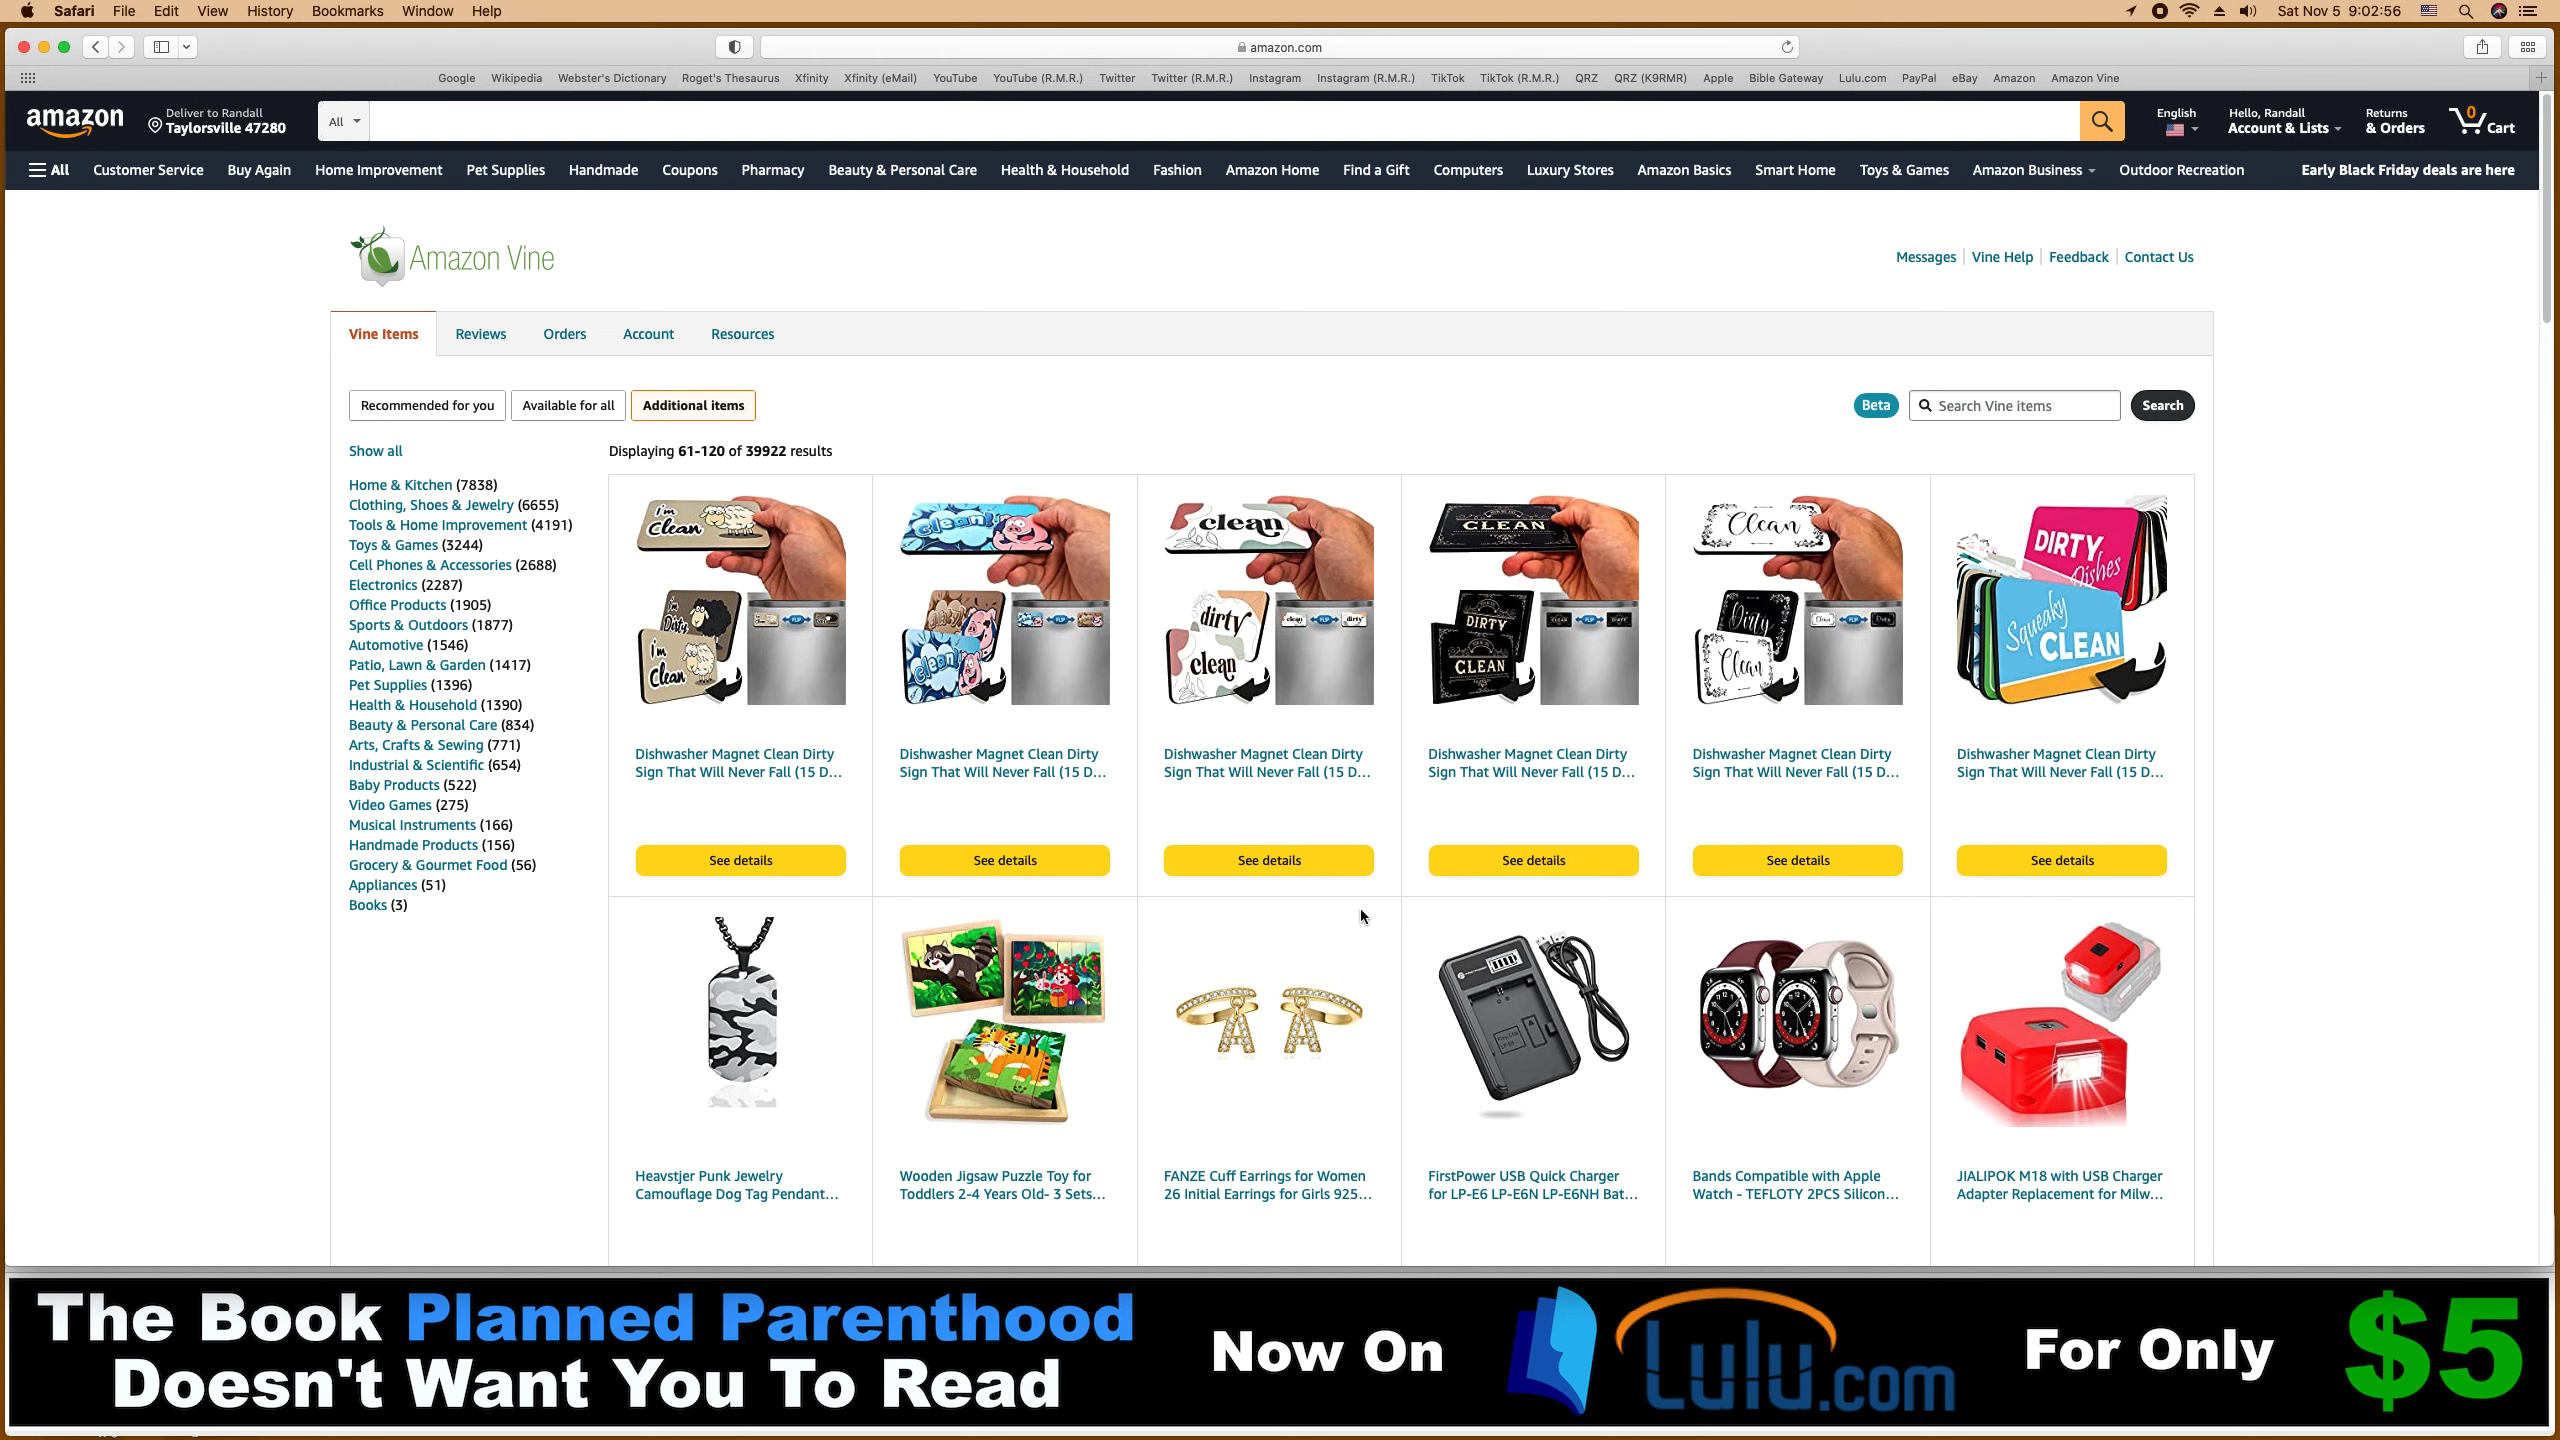 Safari File Edit View History Bookmarks Window Help Sat Nov 5 9:02:56
amazon.com
Google Wikipedia Webster's Dictionary Roget's Thesaurus Xfinity Xfinity (eMail) YouTube YouTube (R.M.R.) Twitter Twitter (R.M.R.) Instagram Instagram (R.M.R.) TikTok TikTok (R.M.R.) QRZ QRZ (K9RMR) Apple Bible Gateway Lulu.com PayPal eBay Amazon Amazon Vine
amazon
Deliver to Randall
Taylorsville 47280
All
English
Hello, Randall
Account & Lists
Returns
& Orders
0
Cart
All Customer Service Buy Again Home Improvement Pet Supplies Handmade Coupons Pharmacy Beauty & Personal Care Health & Household Fashion Amazon Home Find a Gift Computers Luxury Stores Amazon Basics Smart Home Toys & Games Amazon Business Outdoor Recreation Early Black Friday deals are here
Amazon Vine
Messages Vine Help Feedback Contact Us
Vine Items Reviews Orders Account Resources
Recommended for you Available for all Additional items
Beta Search Vine items Search
Show all
Displaying 61-120 of 39922 results
Home & Kitchen (7838)
Clothing, Shoes & Jewelry (6655)
Tools & Home Improvement (4191)
Toys & Games (3244)
Cell Phones & Accessories (2688)
Electronics (2287)
Office Products (1905)
Sports & Outdoors (1877)
Automotive (1546)
Patio, Lawn & Garden (1417)
Pet Supplies (1396)
Health & Household (1390)
Beauty & Personal Care (834)
Arts, Crafts & Sewing (771)
Industrial & Scientific (654)
Baby Products (522)
Video Games (275)
Musical Instruments (166)
Handmade Products (156)
Grocery & Gourmet Food (56)
Appliances (51)
Books (3)
I'm
Clean
I'm
Dirty
I'm
Clean
FLIP
Clean!
Dirty
Clean!
FLIP
clean
dirty
clean
clean FLIP dirty
CLEAN
DIRTY
CLEAN
CLEAN FLIP DIRTY
Clean
Dirty
Clean
Clean FLIP Dirty
DIRTY
Dishes
Squeaky
CLEAN
Dishwasher Magnet Clean Dirty
Sign That Will Never Fall (15 D...
Dishwasher Magnet Clean Dirty
Sign That Will Never Fall (15 D...
Dishwasher Magnet Clean Dirty
Sign That Will Never Fall (15 D...
Dishwasher Magnet Clean Dirty
Sign That Will Never Fall (15 D...
Dishwasher Magnet Clean Dirty
Sign That Will Never Fall (15 D...
Dishwasher Magnet Clean Dirty
Sign That Will Never Fall (15 D...
See details See details See details See details See details See details
A A
Heavstjer Punk Jewelry
Camouflage Dog Tag Pendant...
Wooden Jigsaw Puzzle Toy for
Toddlers 2-4 Years Old- 3 Sets...
FANZE Cuff Earrings for Women
26 Initial Earrings for Girls 925...
FirstPower USB Quick Charger
for LP-E6 LP-E6N LP-E6NH Bat...
Bands Compatible with Apple
Watch - TEFLOTY 2PCS Silicon...
JIALIPOK M18 with USB Charger
Adapter Replacement for Milw...
The Book Planned Parenthood
Doesn't Want You To Read
Now On
Lulu.com
For Only
$5